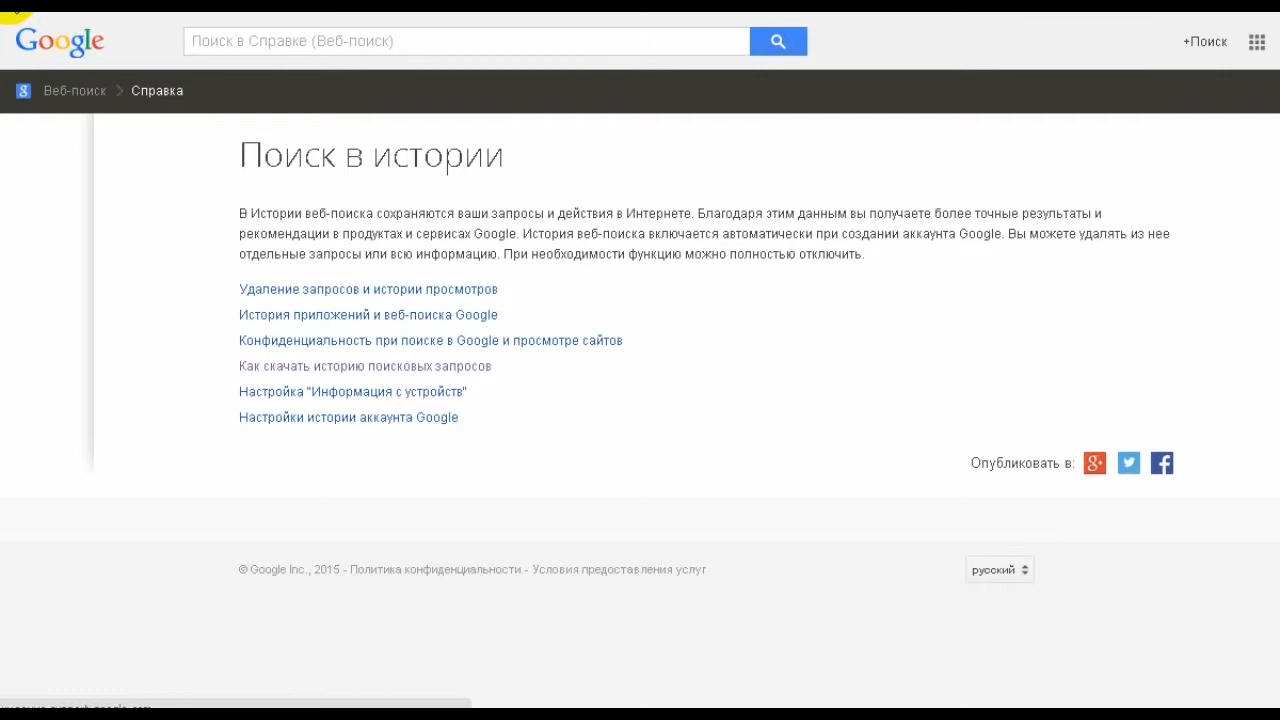 Google
Поиск в Справке (Веб-поиск)
+Поиск
Веб-поиск > Справка
Поиск в истории
В Истории веб-поиска сохраняются ваши запросы и действия в Интернете. Благодаря этим данным вы получаете более точные результаты и
рекомендации в продуктах и сервисах Google. История веб-поиска включается автоматически при создании аккаунта Google. Вы можете удалять из нее
отдельные запросы или всю информацию. При необходимости функцию можно полностью отключить.
Удаление запросов и истории просмотров
История приложений и веб-поиска Google
Конфиденциальность при поиске в Google и просмотре сайтов
Как скачать историю поисковых запросов
Настройка "Информация с устройств"
Настройки истории аккаунта Google
Опубликовать в:
© Google Inc., 2015 - Политика конфиденциальности - Условия предоставления услуг
русский